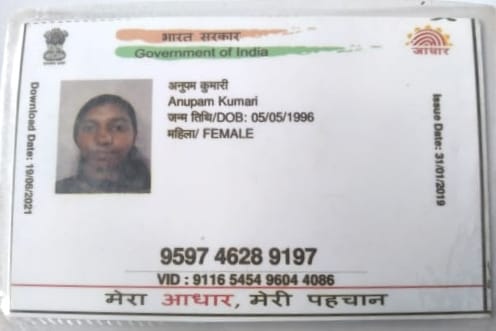 भारत सरकार
Government of India
आधार
Download Date: 19/06/2021
अनुपम कुमारी
Anupam Kumari
जन्म तिथि/DOB: 05/05/1996
महिला/ FEMALE
Issue Date: 31/01/2019
9597 4628 9197
VID : 9116 5454 9604 4086
मेरा आधार, मेरी पहचान